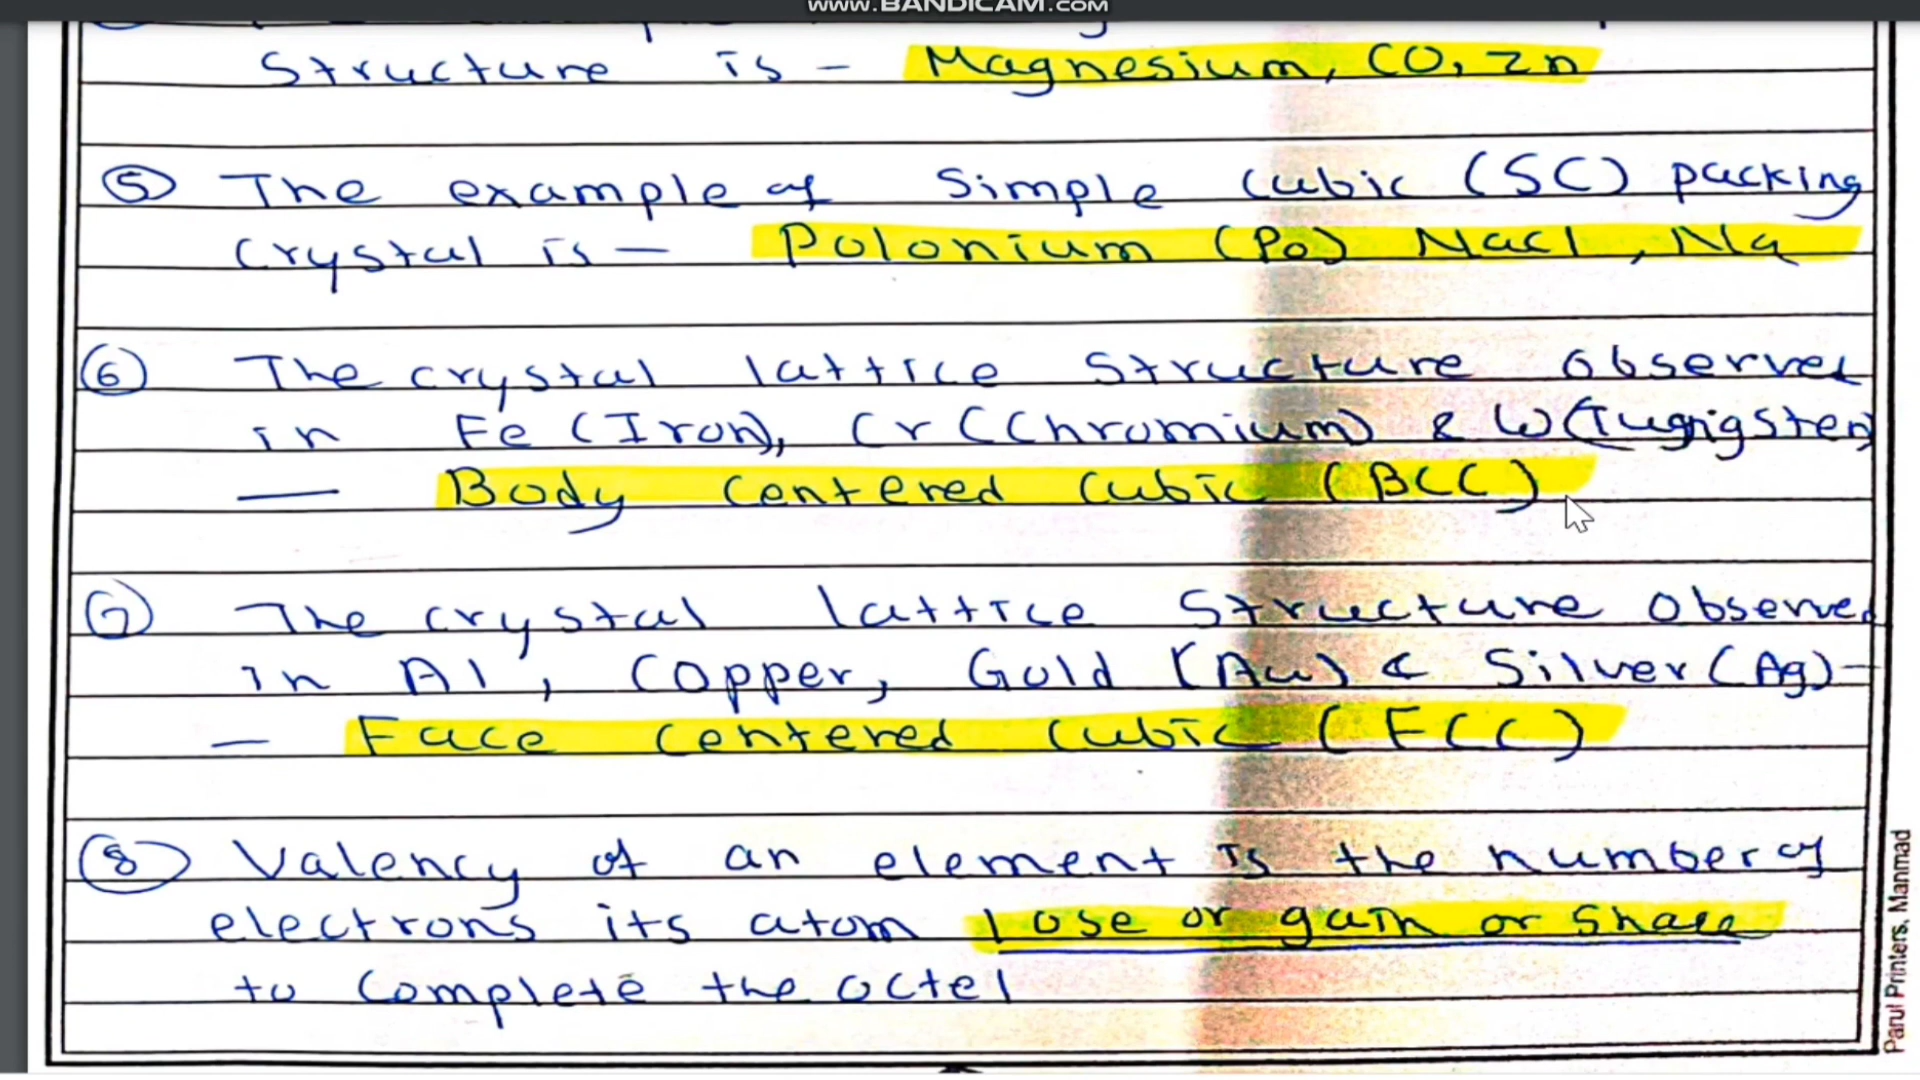 WWW.BANDICAM.COM
Structure is - Magnesium, CO, Zn
⑤ The example of Simple Cubic (SC) packing
Crystal is — Polonium (Po) Nacl, Na
⑥ The crystal lattice Structure observed
in Fe (Iron), Cr (Chromium) & W (Tugnigsten)
— Body Centered Cubic (BCC)
⑦ The crystal lattice Structure Observed
in Al, Copper, Gold (Au) & Silver (Ag) -
- Face Centered Cubic (FCC)
⑧ Valency of an element is the number of
electrons its atom lose or gain or Share
to complete the octel
Parul Printers, Manmad